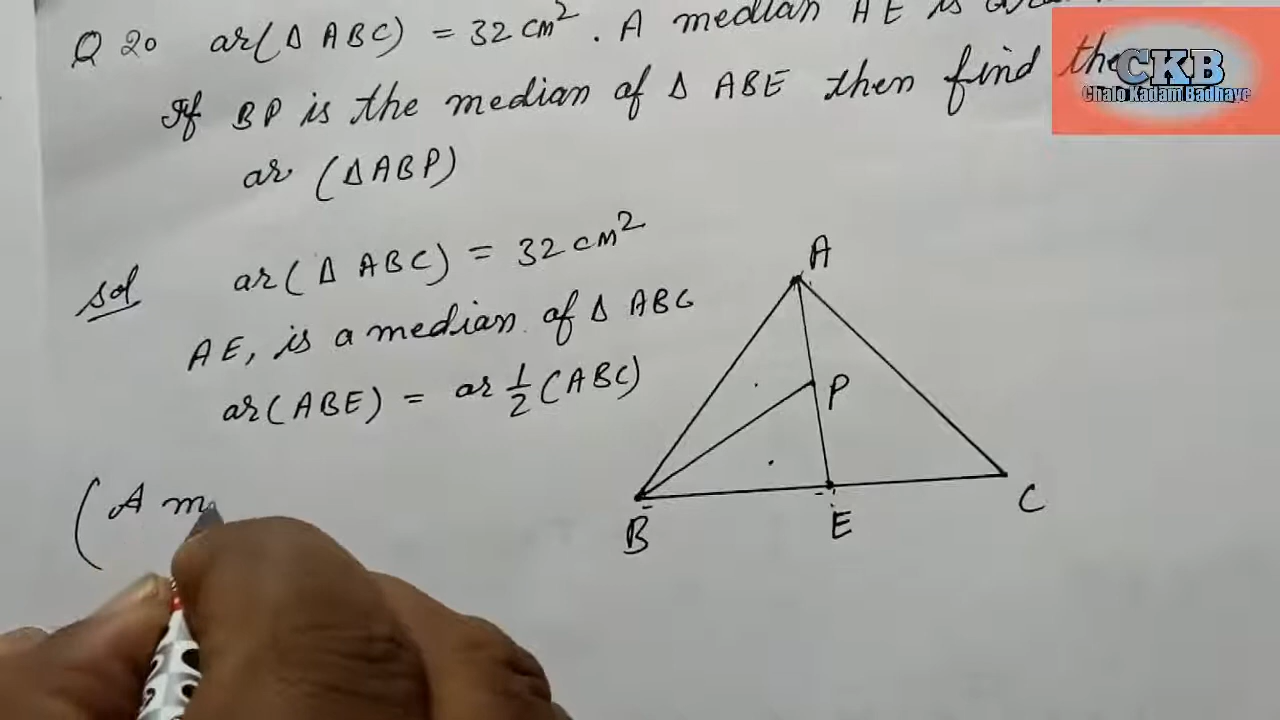 Q 20 ar(Δ ABC) = 32 cm². A median AE is
If BP is the median of Δ ABE then find the
ar (ΔABP)
Sol ar(Δ ABC) = 32 cm²
AE, is a median of Δ ABC
ar(ABE) = ar 1/2 (ABC)
(A m
A
P
B
E
C
CKB
Chalo Kadam Badhaye